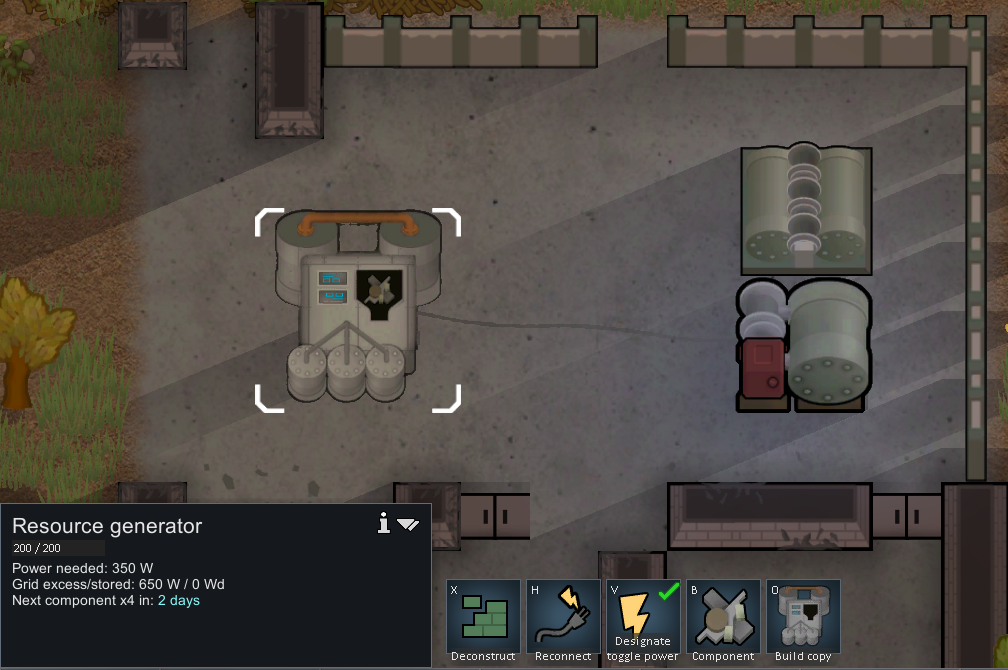 Resource generator
200 / 200
Power needed: 350 W
Grid excess/stored: 650 W / 0 Wd
Next component x4 in: 2 days
X
Deconstruct
H
Reconnect
V
Designate
toggle power
B
Component
O
Build copy